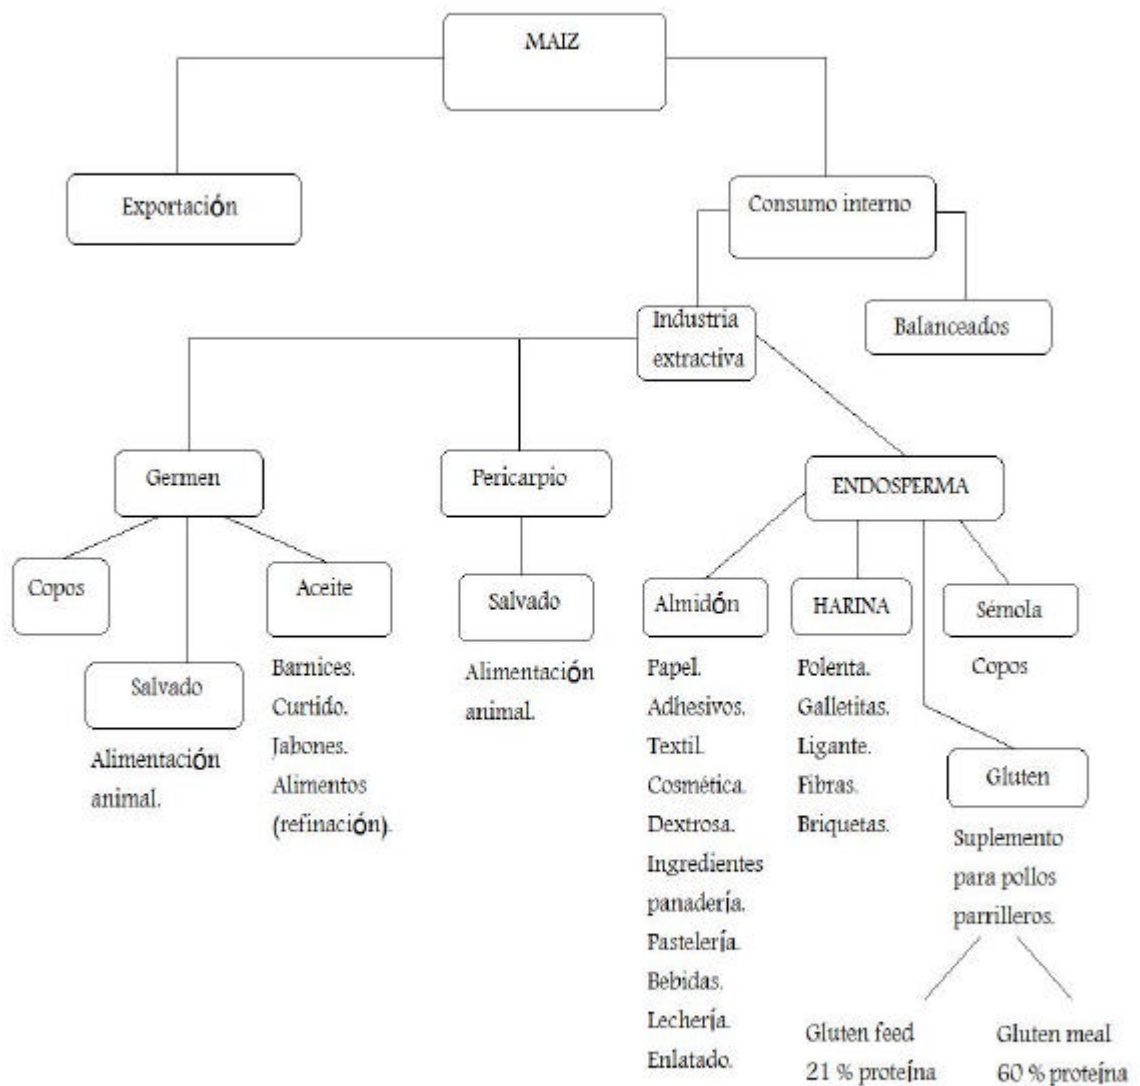 MAIZ
Exportación
Consumo interno
Industria
extractiva
Balanceados
Germen
Pericarpio
ENDOSPERMA
Copos
Salvado
Alimentación
animal.
Aceite
Barnices.
Curtido.
Jabones.
Alimentos
(refinación).
Salvado
Alimentación
animal.
Almidón
Papel.
Adhesivos.
Textil.
Cosmética.
Dextrosa.
Ingredientes
panadería.
Pastelería.
Bebidas.
Lechería.
Enlatado.
HARINA
Polenta.
Galletitas.
Ligante.
Fibras.
Briquetas.
Sémola
Copos
Gluten
Suplemento
para pollos
parrilleros.
Gluten feed
21 % proteína
Gluten meal
60 % proteína